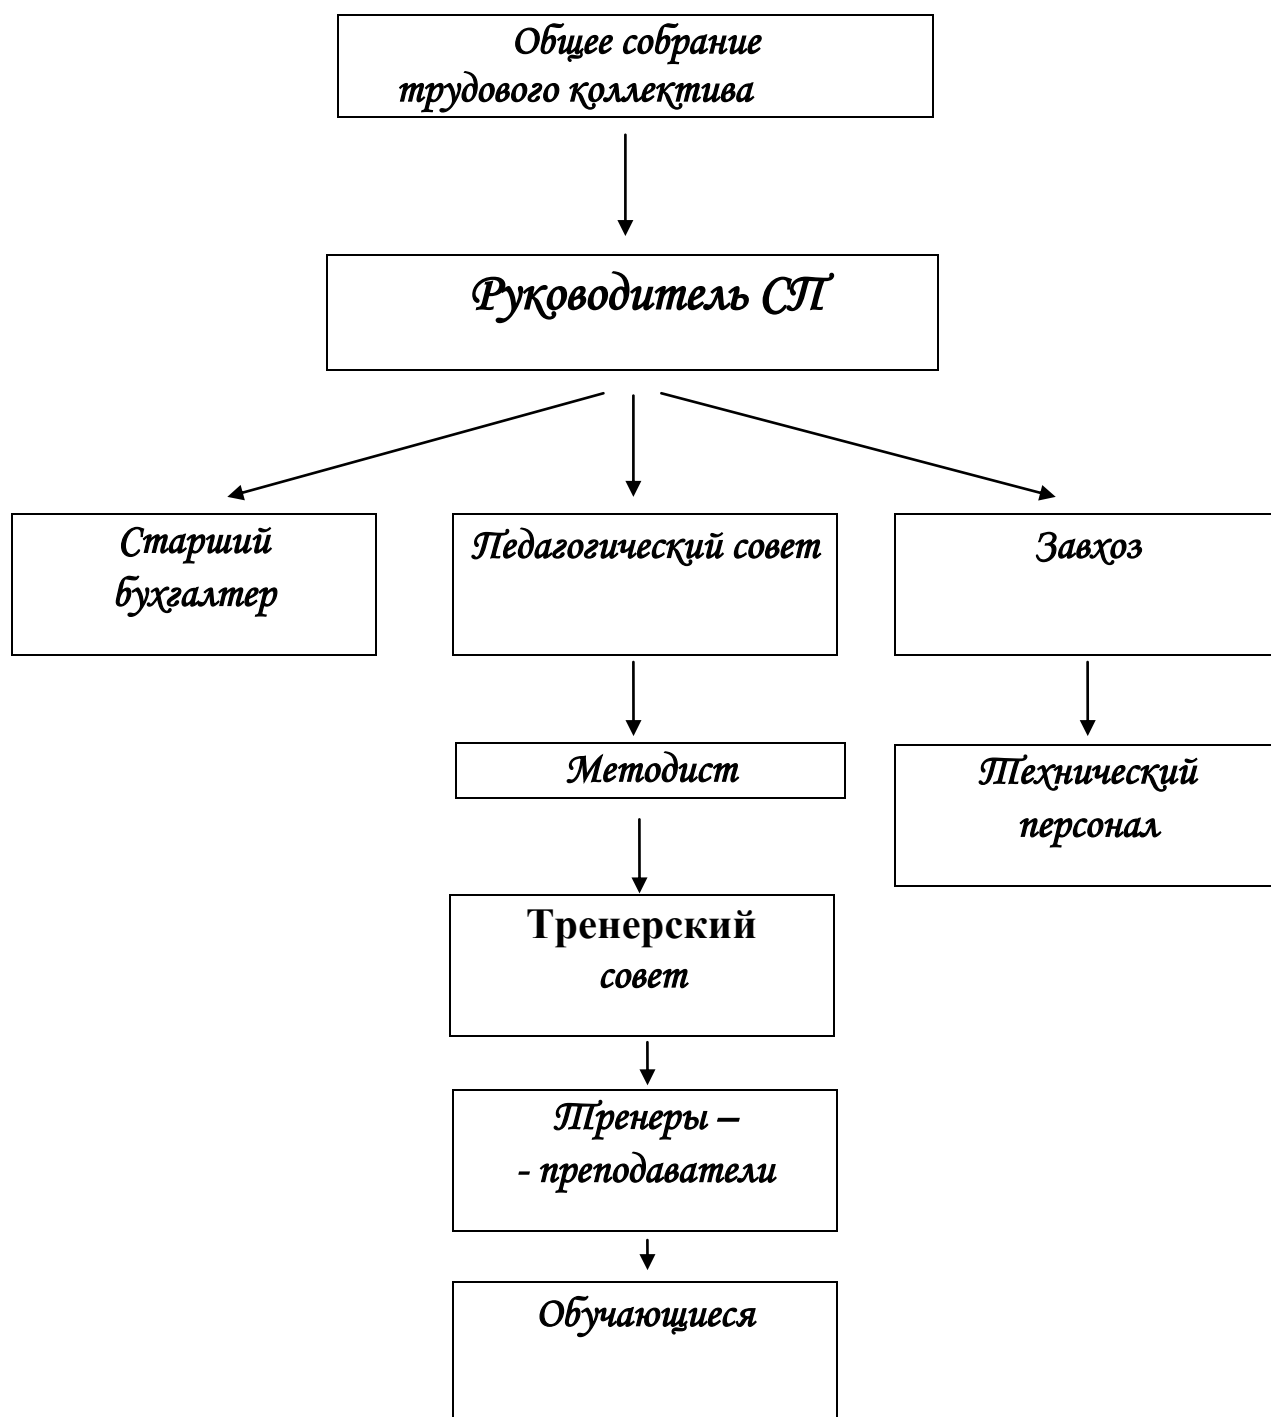 Общее собрание
трудового коллектива
Руководитель СП
Старший
бухгалтер
Педагогический совет
Завхоз
Методист
Технический
персонал
Тренерский
совет
Тренеры –
- преподаватели
Обучающиеся